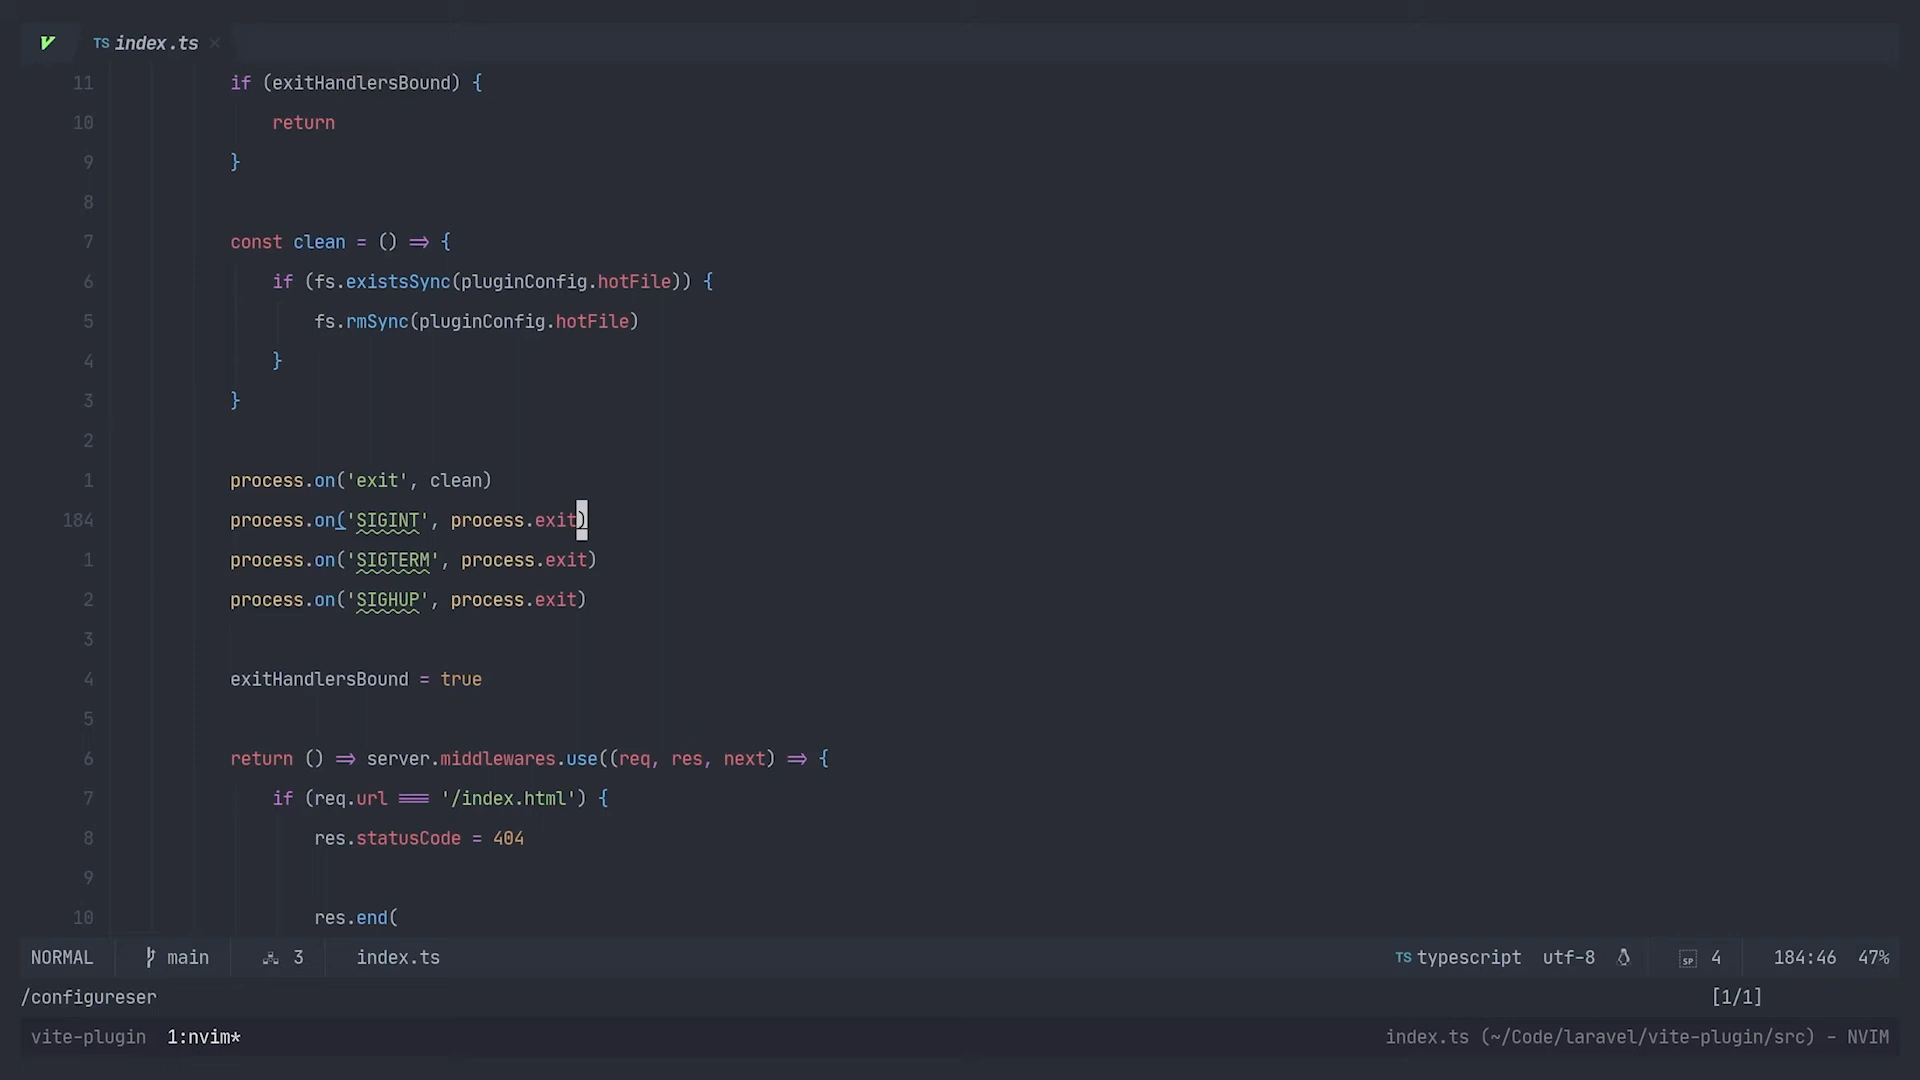 TS index.ts ×
11 if (exitHandlersBound) {
10 return
9 }
8
7 const clean = () => {
6 if (fs.existsSync(pluginConfig.hotFile)) {
5 fs.rmSync(pluginConfig.hotFile)
4 }
3 }
2
1 process.on('exit', clean)
184 process.on('SIGINT', process.exit)
1 process.on('SIGTERM', process.exit)
2 process.on('SIGHUP', process.exit)
3
4 exitHandlersBound = true
5
6 return () => server.middlewares.use((req, res, next) => {
7 if (req.url === '/index.html') {
8 res.statusCode = 404
9
10 res.end(
NORMAL main 3 index.ts TS typescript utf-8 SP 4 184:46 47%
/configureser [1/1]
vite-plugin 1:nvim* index.ts (~/Code/laravel/vite-plugin/src) - NVIM